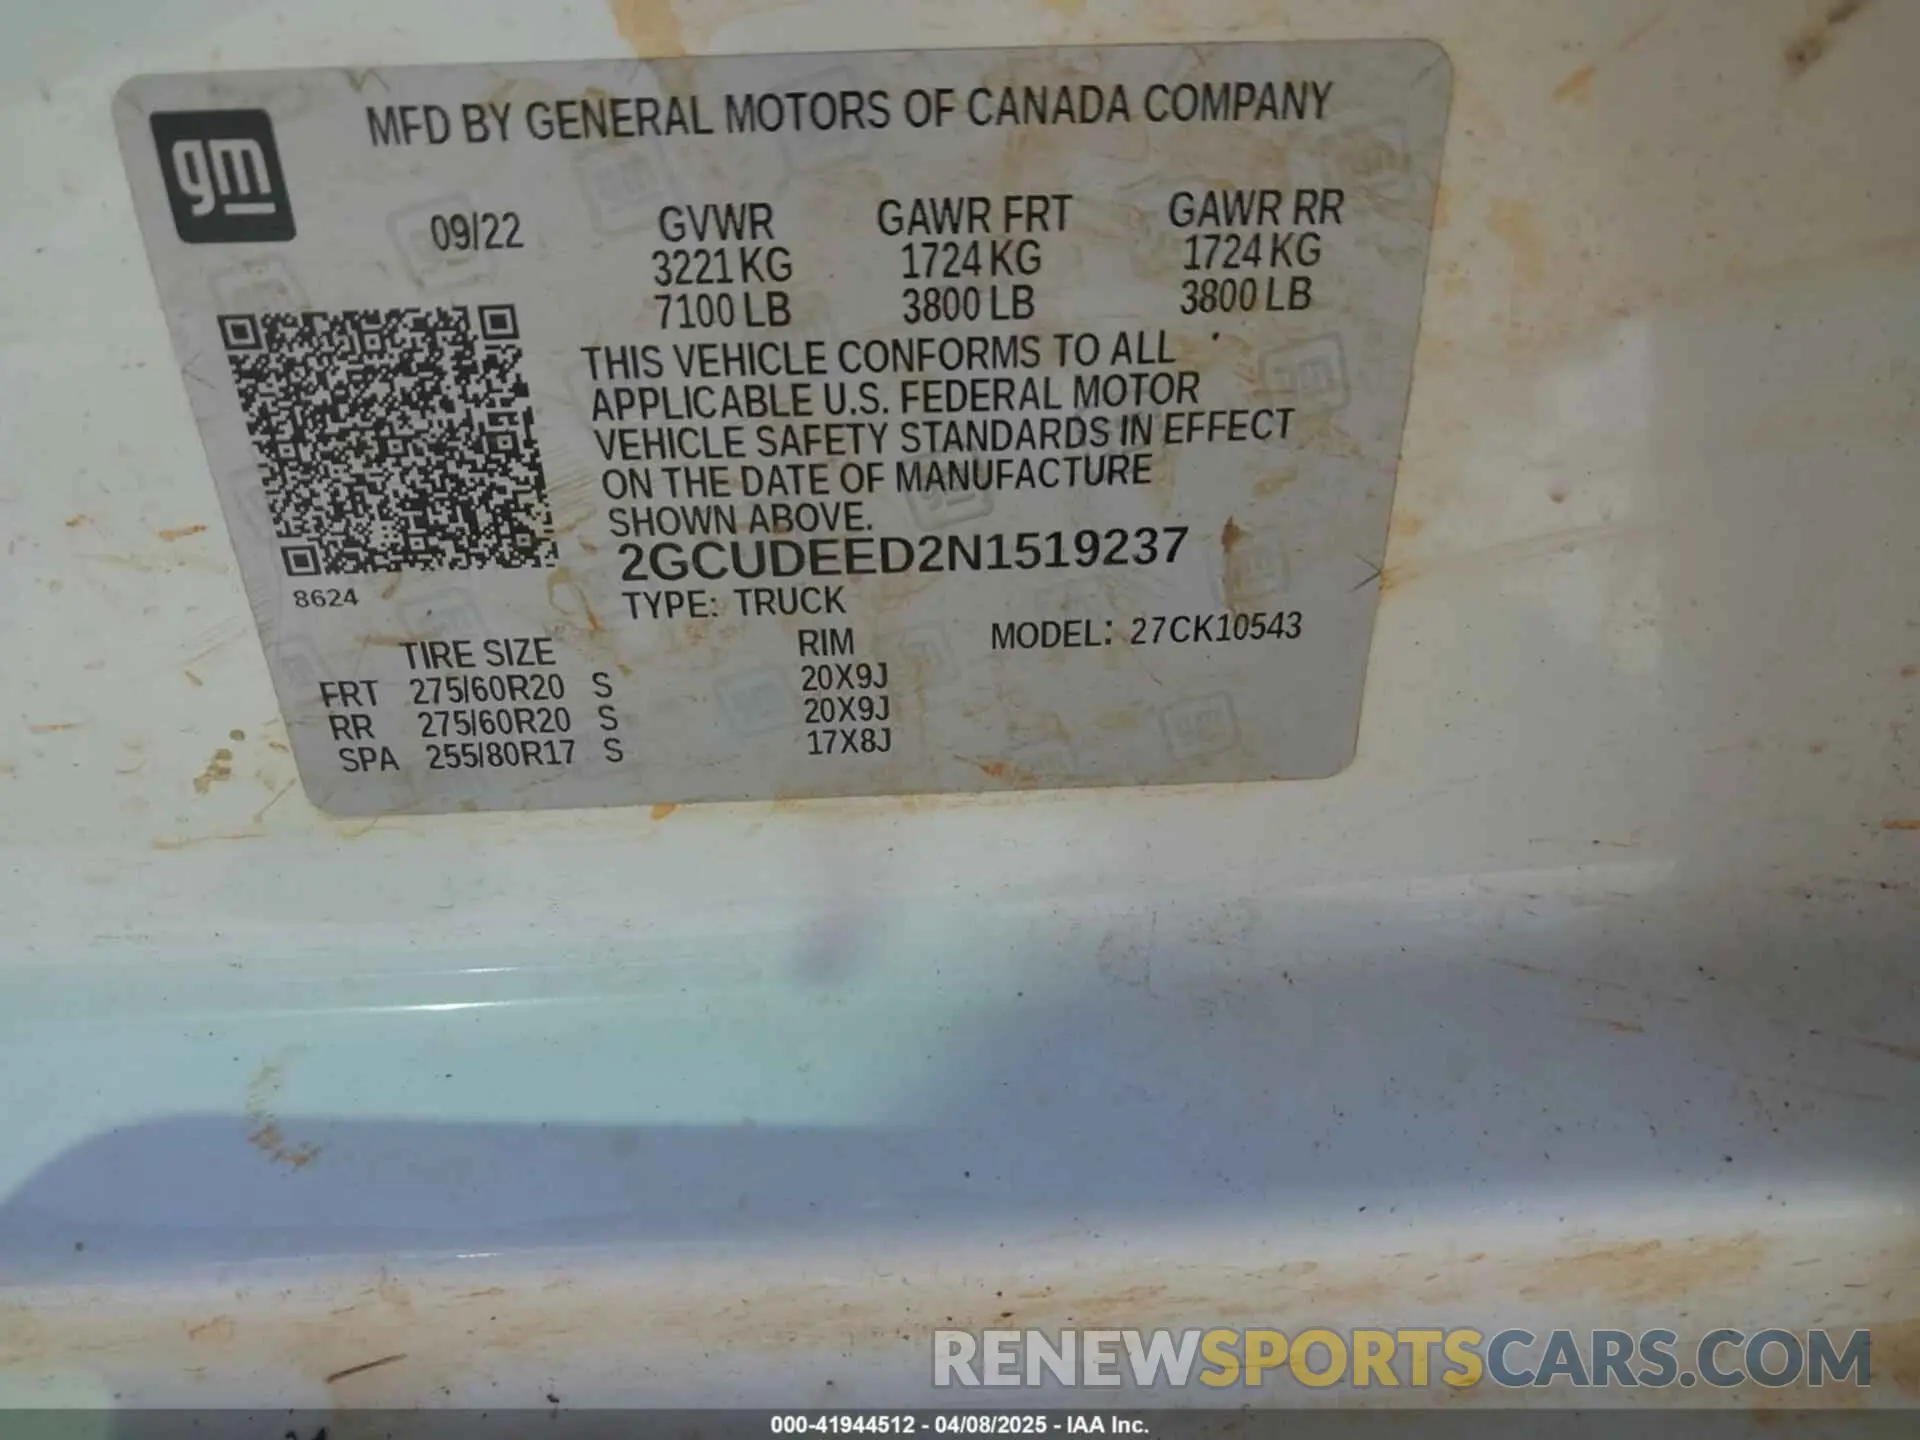 gm
MFD BY GENERAL MOTORS OF CANADA COMPANY
09/22
GVWR GAWR FRT GAWR RR
3221 KG 1724 KG 1724 KG
7100 LB 3800 LB 3800 LB
THIS VEHICLE CONFORMS TO ALL
APPLICABLE U.S. FEDERAL MOTOR
VEHICLE SAFETY STANDARDS IN EFFECT
ON THE DATE OF MANUFACTURE
SHOWN ABOVE.
2GCUDEED2N1519237
8624
TYPE: TRUCK
TIRE SIZE RIM MODEL: 27CK10543
FRT 275/60R20 S 20X9J
RR 275/60R20 S 20X9J
SPA 255/80R17 S 17X8J
RENEWSPORTSCARS.COM
000-41944512 - 04/08/2025 - IAA Inc.